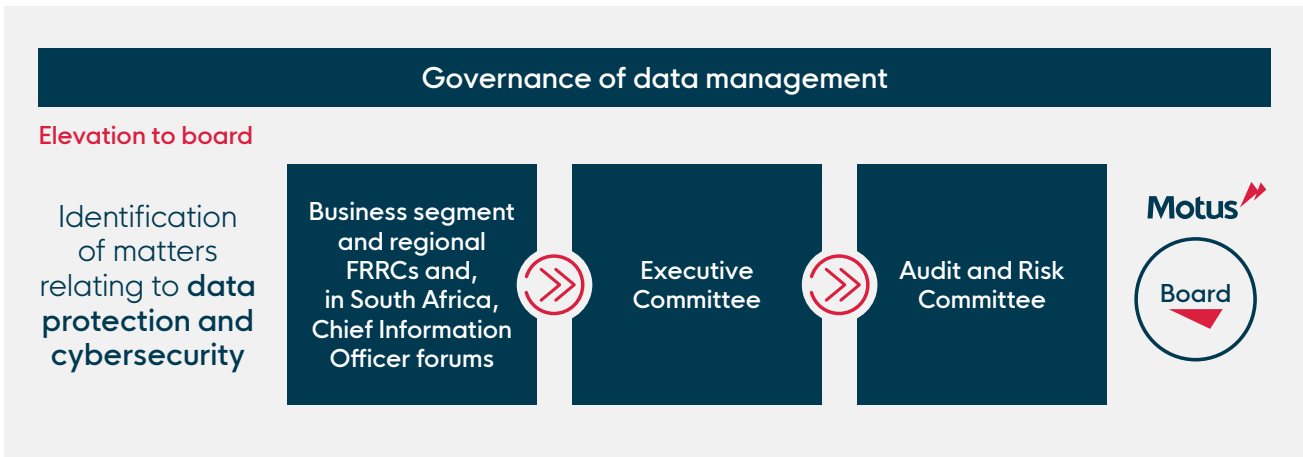 Governance of data management
Elevation to board
Identification
of matters
relating to data
protection and
cybersecurity
Business segment
and regional
FRRCs and,
in South Africa,
Chief Information
Officer forums
Executive
Committee
Audit and Risk
Committee
Motus
Board